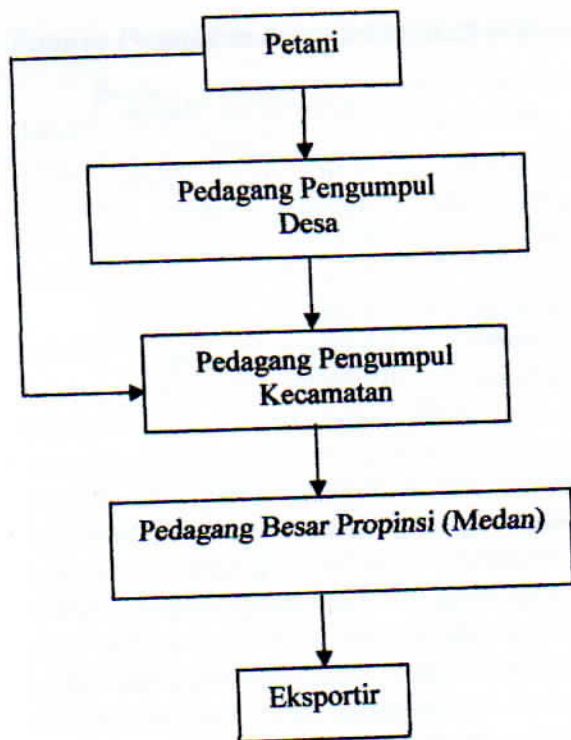 Petani
Pedagang Pengumpul
Desa
Pedagang Pengumpul
Kecamatan
Pedagang Besar Propinsi (Medan)
Eksportir